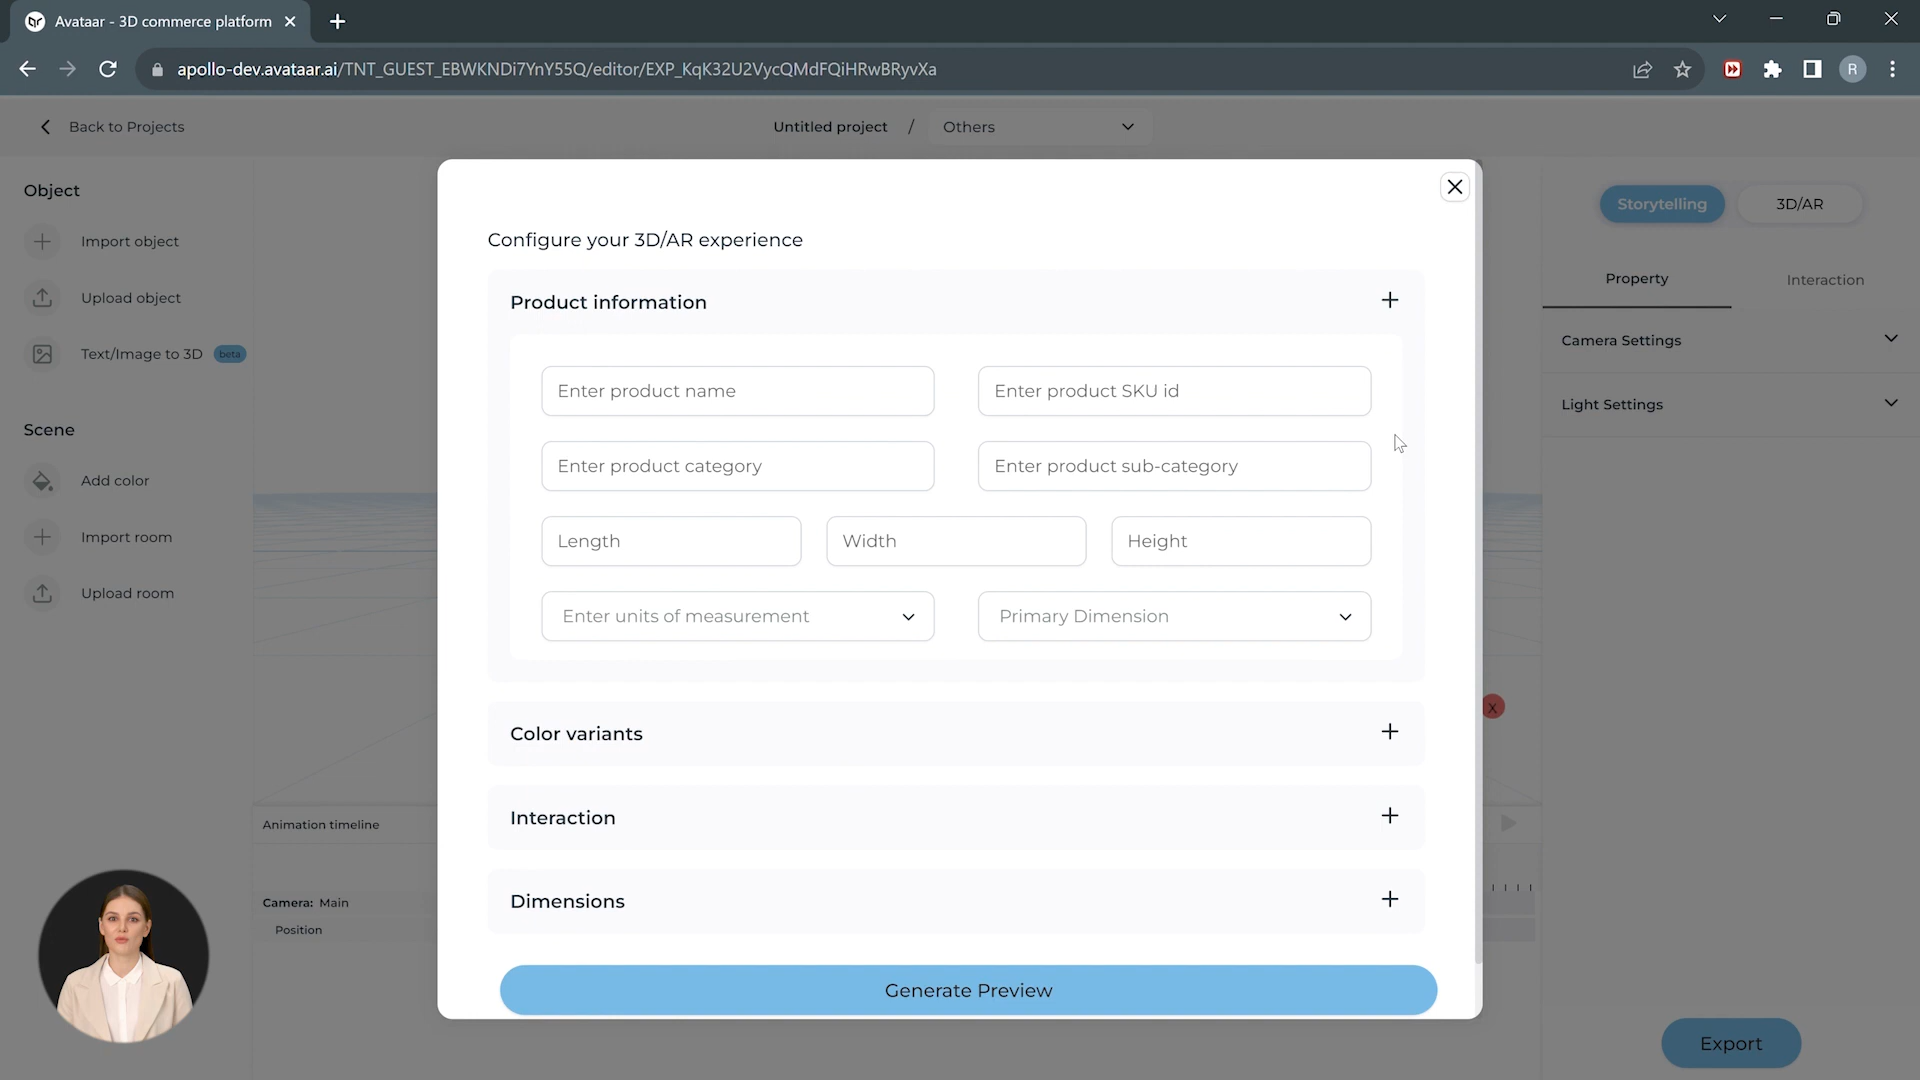 Avataar - 3D commerce platform
apollo-dev.avataar.ai/TNT_GUEST_EBWKNDi7YnY55Q/editor/EXP_KqK32U2VycQMdFQiHRwBRyvXa
R
Back to Projects
Untitled project / Others
Object
Import object
Upload object
Text/Image to 3D beta
Scene
Add color
Import room
Upload room
Configure your 3D/AR experience
Product information
Enter product name
Enter product SKU id
Enter product category
Enter product sub-category
Length
Width
Height
Enter units of measurement
Primary Dimension
Color variants
Interaction
Dimensions
Generate Preview
Storytelling
3D/AR
Property
Interaction
Camera Settings
Light Settings
X
Animation timeline
Camera: Main
Position
Export